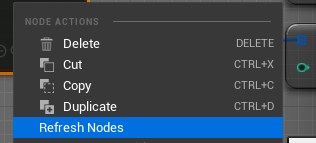 NODE ACTIONS
Delete DELETE
Cut CTRL+X
Copy CTRL+C
Duplicate CTRL+D
Refresh Nodes